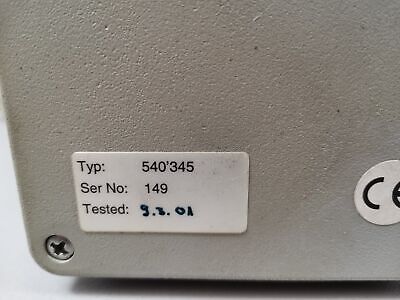 Typ: 540'345
Ser No: 149
Tested: 9.2.01
CE